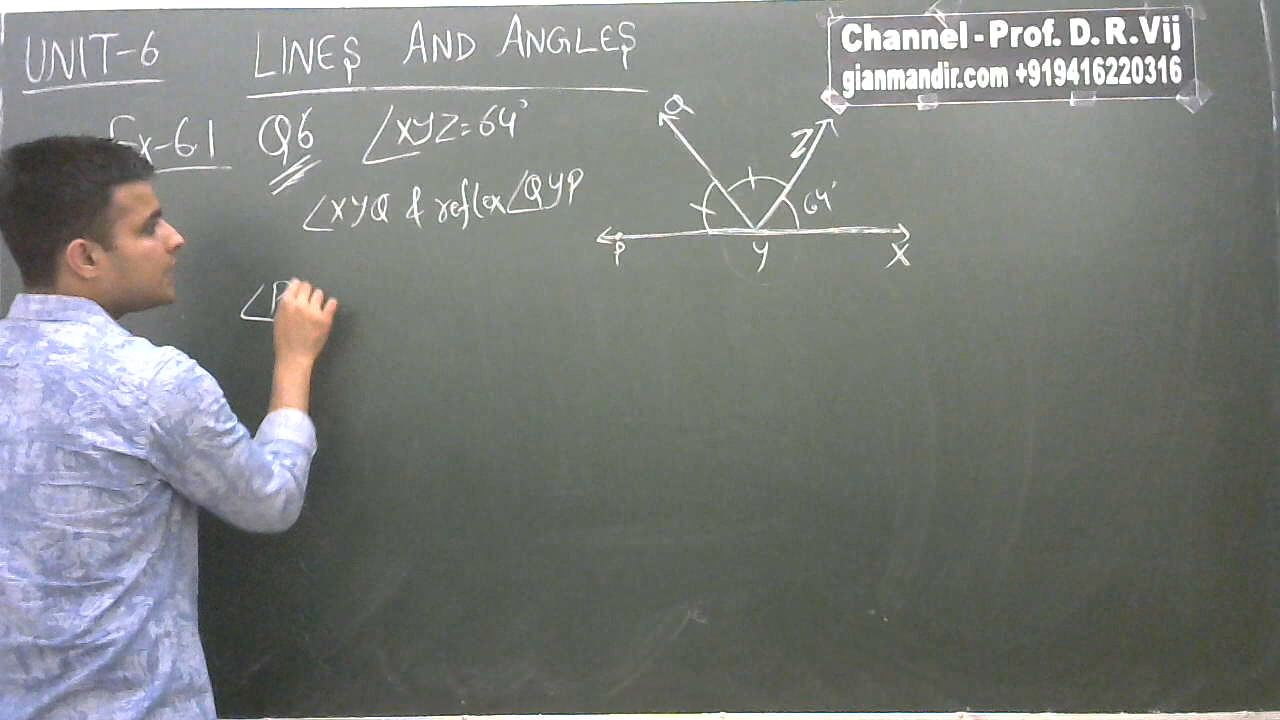 UNIT-6 LINES AND ANGLES
Channel - Prof. D. R. Vij
gianmandir.com +919416220316
Ex-6.1 Q6 ∠XYZ = 64°
∠XYQ & reflex ∠QYP
Q Z
64°
P Y X
∠P